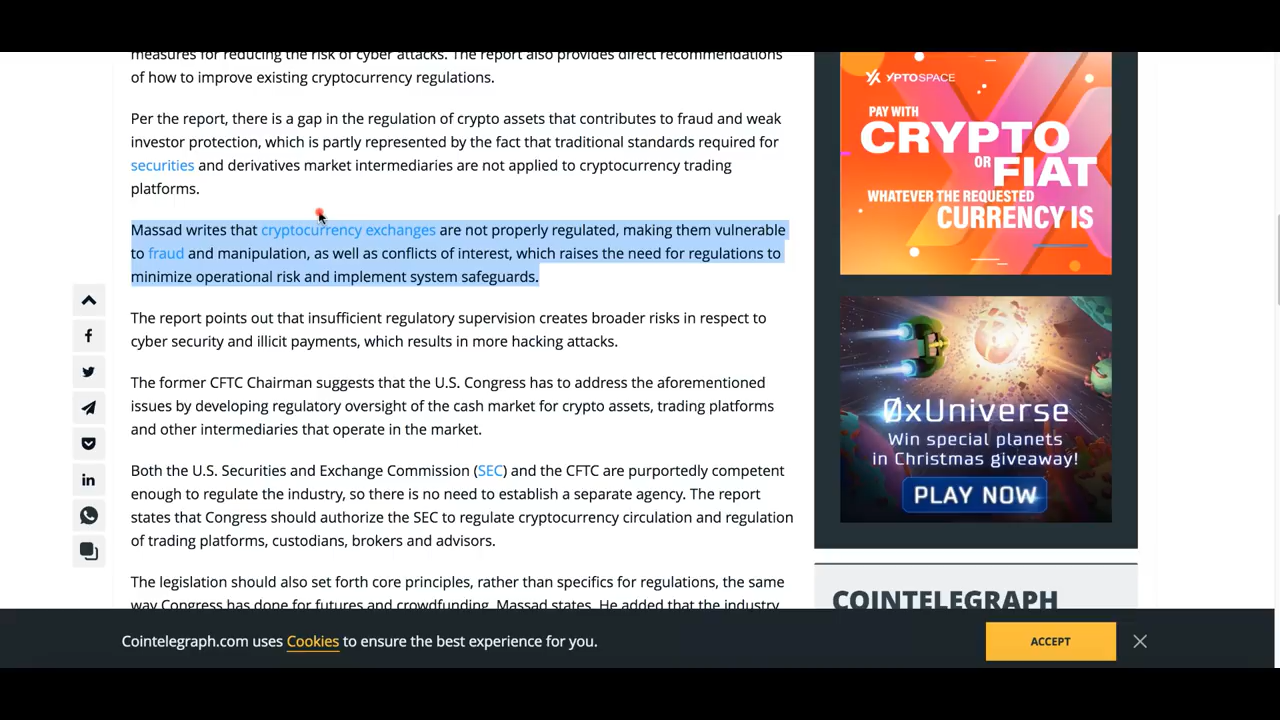 measures for reducing the risk of cyber attacks. The report also provides direct recommendations
of how to improve existing cryptocurrency regulations.
Per the report, there is a gap in the regulation of crypto assets that contributes to fraud and weak
investor protection, which is partly represented by the fact that traditional standards required for
securities and derivatives market intermediaries are not applied to cryptocurrency trading
platforms.
Massad writes that cryptocurrency exchanges are not properly regulated, making them vulnerable
to fraud and manipulation, as well as conflicts of interest, which raises the need for regulations to
minimize operational risk and implement system safeguards.
The report points out that insufficient regulatory supervision creates broader risks in respect to
cyber security and illicit payments, which results in more hacking attacks.
The former CFTC Chairman suggests that the U.S. Congress has to address the aforementioned
issues by developing regulatory oversight of the cash market for crypto assets, trading platforms
and other intermediaries that operate in the market.
Both the U.S. Securities and Exchange Commission (SEC) and the CFTC are purportedly competent
enough to regulate the industry, so there is no need to establish a separate agency. The report
states that Congress should authorize the SEC to regulate cryptocurrency circulation and regulation
of trading platforms, custodians, brokers and advisors.
The legislation should also set forth core principles, rather than specifics for regulations, the same
way Congress has done for futures and crowdfunding, Massad states. He added that the industry
YPTOSPACE
PAY WITH
CRYPTO
OR
FIAT
WHATEVER THE REQUESTED
CURRENCY IS
0xUniverse
Win special planets
in Christmas giveaway!
PLAY NOW
COINTELEGRAPH
Cointelegraph.com uses Cookies to ensure the best experience for you.
ACCEPT